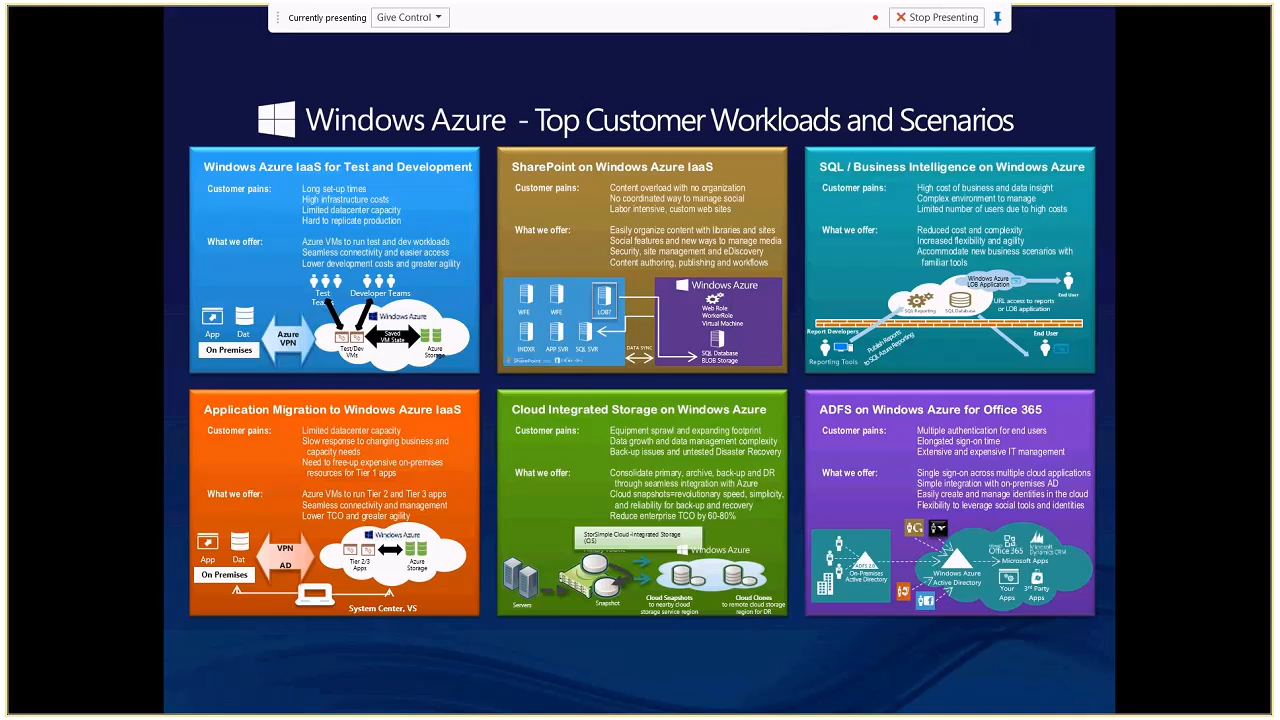 Currently presenting
Give Control
Stop Presenting
Windows Azure - Top Customer Workloads and Scenarios
Windows Azure IaaS for Test and Development
Customer pains: Long set-up times
High infrastructure costs
Limited datacenter capacity
Hard to replicate production
What we offer: Azure VMs to run test and dev workloads
Seamless connectivity and easier access
Lower development costs and greater agility
Test
Developer Teams
Windows Azure
App
Dat
On Premises
Azure
VPN
Saved
VM State
Test/Dev
VMs
Azure
Storage
SharePoint on Windows Azure IaaS
Customer pains: Content overload with no organization
No coordinated way to manage social
Labor intensive, custom web sites
What we offer: Easily organize content with libraries and sites
Social features and new ways to manage media
Security, site management and eDiscovery
Content authoring, publishing and workflows
WFE
WFE
LOB?
INDXR
APP SVR
SQL SVR
SharePoint
DATA SYNC
Windows Azure
Web Role
WorkerRole
Virtual Machine
SQL Database
BLOB Storage
SQL / Business Intelligence on Windows Azure
Customer pains: High cost of business and data insight
Complex environment to manage
Limited number of users due to high costs
What we offer: Reduced cost and complexity
Increased flexibility and agility
Accommodate new business scenarios with
familiar tools
Windows Azure
LOB Application
End User
SQL Reporting
SQL Database
URL access to reports
or LOB application
Report Developers
Reporting Tools
Publish Reports
to SQL Azure Reporting
End User
Application Migration to Windows Azure IaaS
Customer pains: Limited datacenter capacity
Slow response to changing business and
capacity needs
Need to free-up expensive on-premises
resources for Tier 1 apps
What we offer: Azure VMs to run Tier 2 and Tier 3 apps
Seamless connectivity and management
Lower TCO and greater agility
Windows Azure
App
Dat
On Premises
VPN
AD
Tier 2/3
Apps
Azure
Storage
System Center, VS
Cloud Integrated Storage on Windows Azure
Customer pains: Equipment sprawl and expanding footprint
Data growth and data management complexity
Back-up issues and untested Disaster Recovery
What we offer: Consolidate primary, archive, back-up and DR
through seamless integration with Azure
Cloud snapshots=revolutionary speed, simplicity,
and reliability for back-up and recovery
Reduce enterprise TCO by 60-80%
StorSimple Cloud-Integrated Storage
(CiS)
Windows Azure
Servers
Snapshot
Cloud Snapshots
to nearby cloud
storage service region
Cloud Clones
to remote cloud storage
region for DR
ADFS on Windows Azure for Office 365
Customer pains: Multiple authentication for end users
Elongated sign-on time
Extensive and expensive IT management
What we offer: Single sign-on across multiple cloud applications
Simple integration with on-premises AD
Easily create and manage identities in the cloud
Flexibility to leverage social tools and identities
ADFS 2.0
On-Premises
Active Directory
Windows Azure
Active Directory
Office 365
Microsoft
Dynamics CRM
Microsoft Apps
Your
Apps
3rd Party
Apps